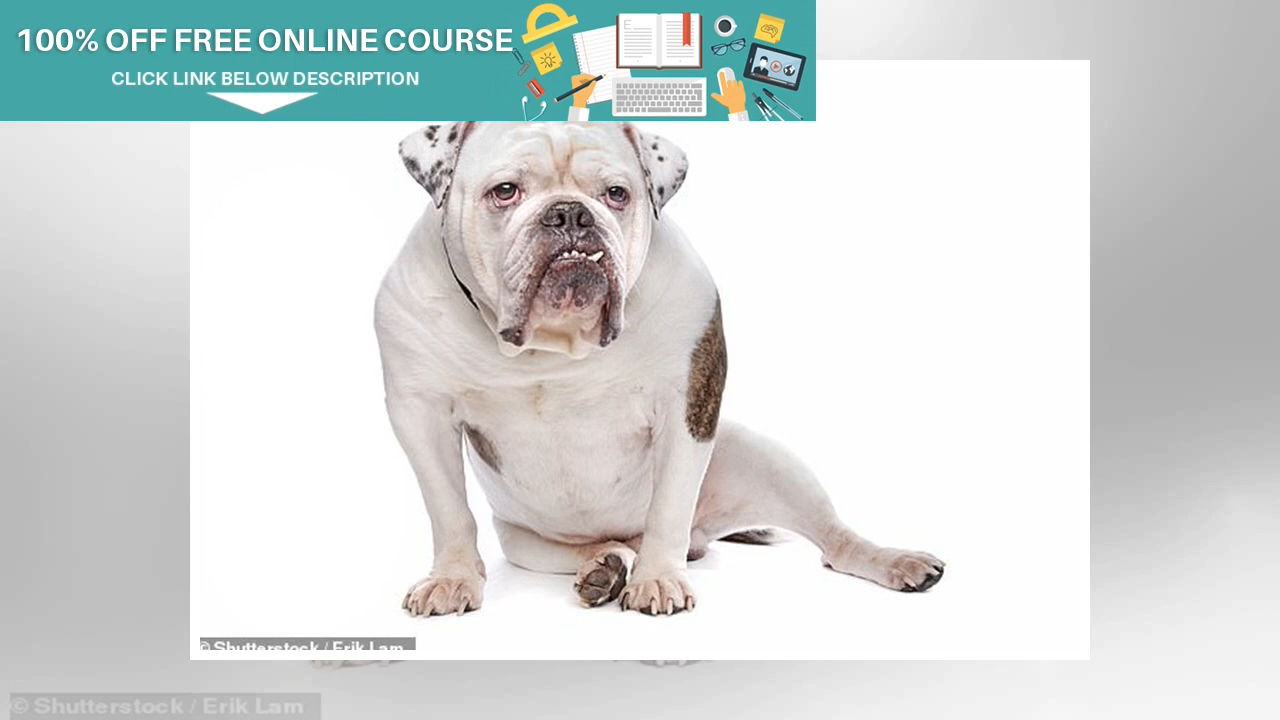 100% OFF FREE ONLINE COURSE
CLICK LINK BELOW DESCRIPTION
© Shutterstock / Erik Lam
© Shutterstock / Erik Lam